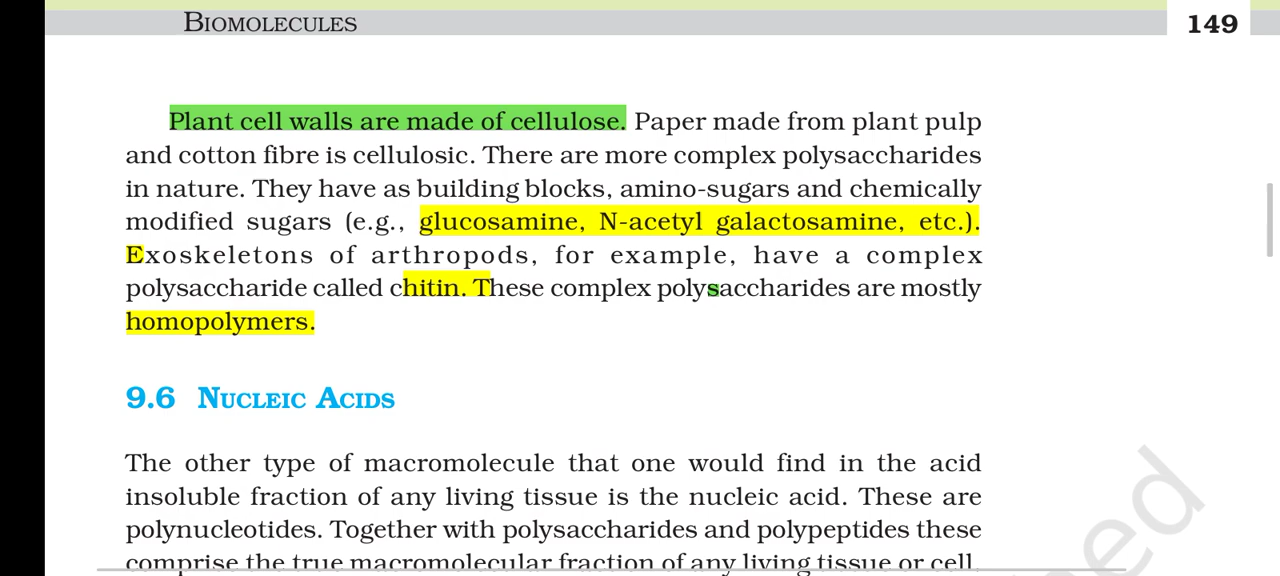 BIOMOLECULES
149
Plant cell walls are made of cellulose. Paper made from plant pulp
and cotton fibre is cellulosic. There are more complex polysaccharides
in nature. They have as building blocks, amino-sugars and chemically
modified sugars (e.g., glucosamine, N-acetyl galactosamine, etc.).
Exoskeletons of arthropods, for example, have a complex
polysaccharide called chitin. These complex polysaccharides are mostly
homopolymers.
9.6 NUCLEIC ACIDS
The other type of macromolecule that one would find in the acid
insoluble fraction of any living tissue is the nucleic acid. These are
polynucleotides. Together with polysaccharides and polypeptides these
comprise the true macromolecular fraction of any living tissue or cell.